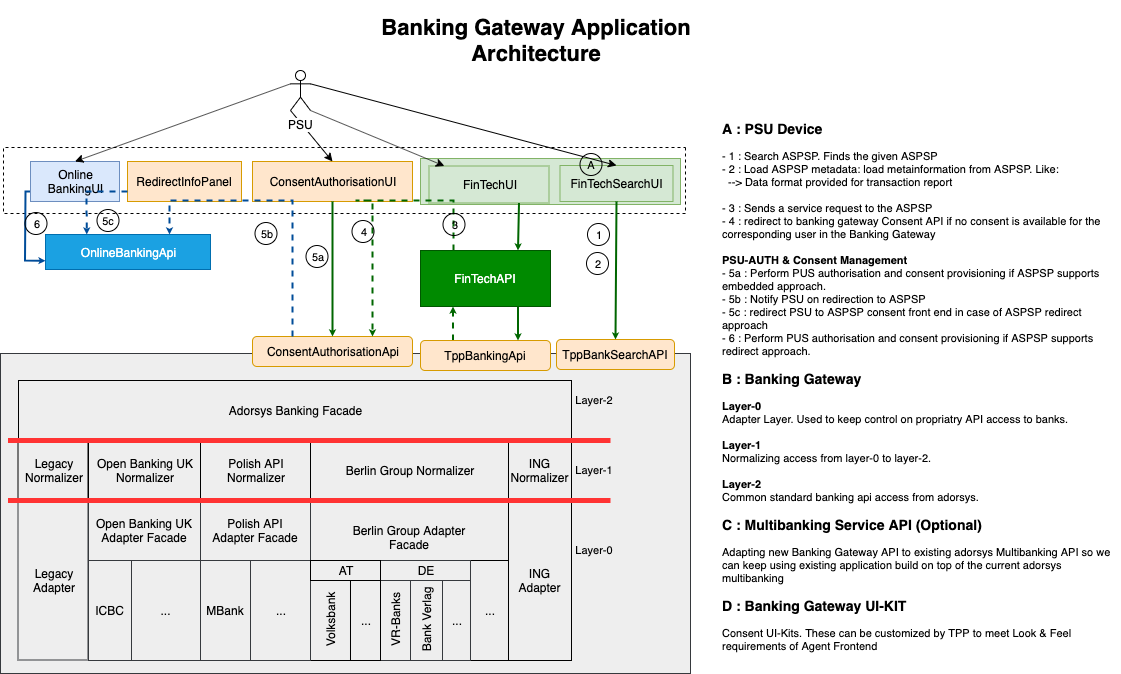 Banking Gateway Application
Architecture
PSU
A
Online
BankingUI
RedirectInfoPanel
ConsentAuthorisationUI
FinTechUI
FinTechSearchUI
6
5c
5b
5a
4
3
1
2
OnlineBankingApi
FinTechAPI
ConsentAuthorisationApi
TppBankingApi
TppBankSearchAPI
Adorsys Banking Facade
Layer-2
Legacy
Normalizer
Open Banking UK
Normalizer
Polish API
Normalizer
Berlin Group Normalizer
ING
Normalizer
Layer-1
Legacy
Adapter
Open Banking UK
Adapter Facade
Polish API
Adapter Facade
Berlin Group Adapter
Facade
ING
Adapter
Layer-0
AT
DE
ICBC
...
MBank
...
Volksbank
...
VR-Banks
Bank Verlag
...
...
A : PSU Device
- 1 : Search ASPSP. Finds the given ASPSP
- 2 : Load ASPSP metadata: load metainformation from ASPSP. Like:
--> Data format provided for transaction report
- 3 : Sends a service request to the ASPSP
- 4 : redirect to banking gateway Consent API if no consent is available for the
corresponding user in the Banking Gateway
PSU-AUTH & Consent Management
- 5a : Perform PUS authorisation and consent provisioning if ASPSP supports
embedded approach.
- 5b : Notify PSU on redirection to ASPSP
- 5c : redirect PSU to ASPSP consent front end in case of ASPSP redirect
approach
- 6 : Perform PUS authorisation and consent provisioning if ASPSP supports
redirect approach.
B : Banking Gateway
Layer-0
Adapter Layer. Used to keep control on propriatry API access to banks.
Layer-1
Normalizing access from layer-0 to layer-2.
Layer-2
Common standard banking api access from adorsys.
C : Multibanking Service API (Optional)
Adapting new Banking Gateway API to existing adorsys Multibanking API so we
can keep using existing application build on top of the current adorsys
multibanking
D : Banking Gateway UI-KIT
Consent UI-Kits. These can be customized by TPP to meet Look & Feel
requirements of Agent Frontend